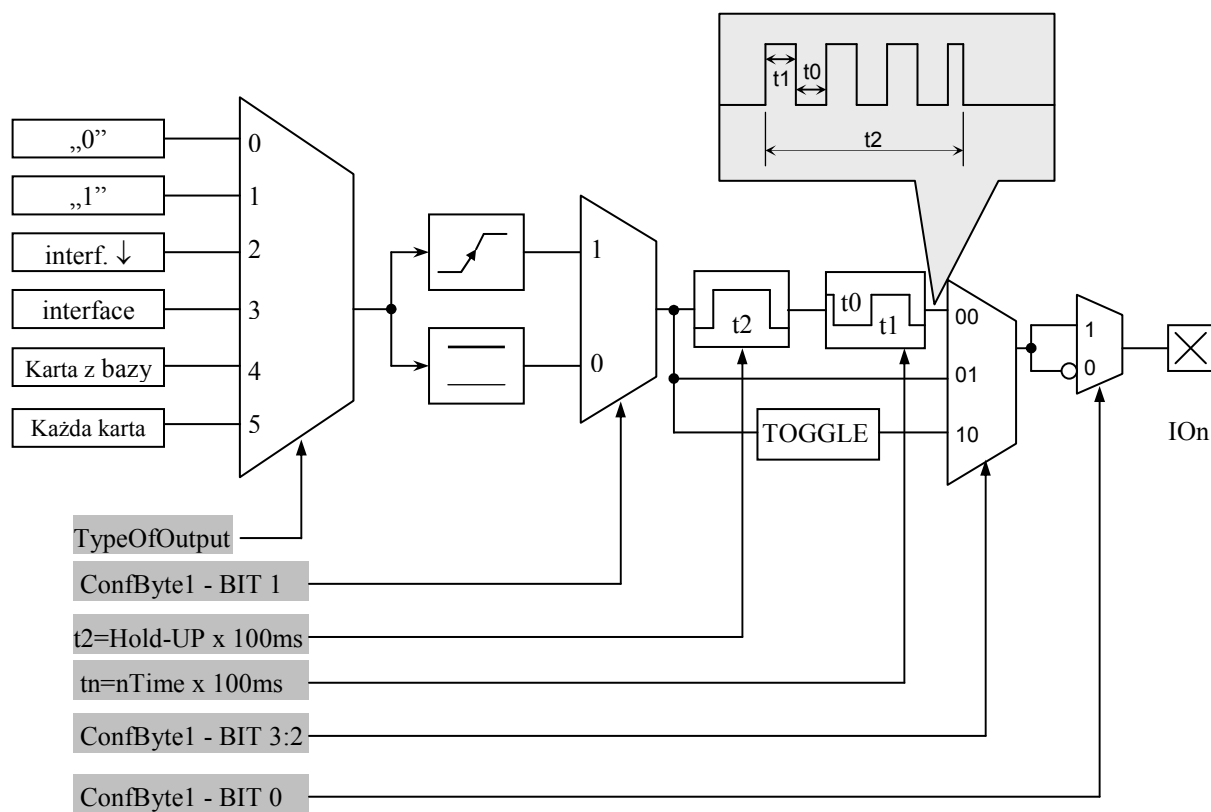 t1
t0
t2
„0”
0
„1”
1
interf. ↓
2
interface
3
Karta z bazy
4
Każda karta
5
1
0
t2
t0
t1
00
01
TOGGLE
10
1
0
IOn
TypeOfOutput
ConfByte1 - BIT 1
t2=Hold-UP x 100ms
tn=nTime x 100ms
ConfByte1 - BIT 3:2
ConfByte1 - BIT 0